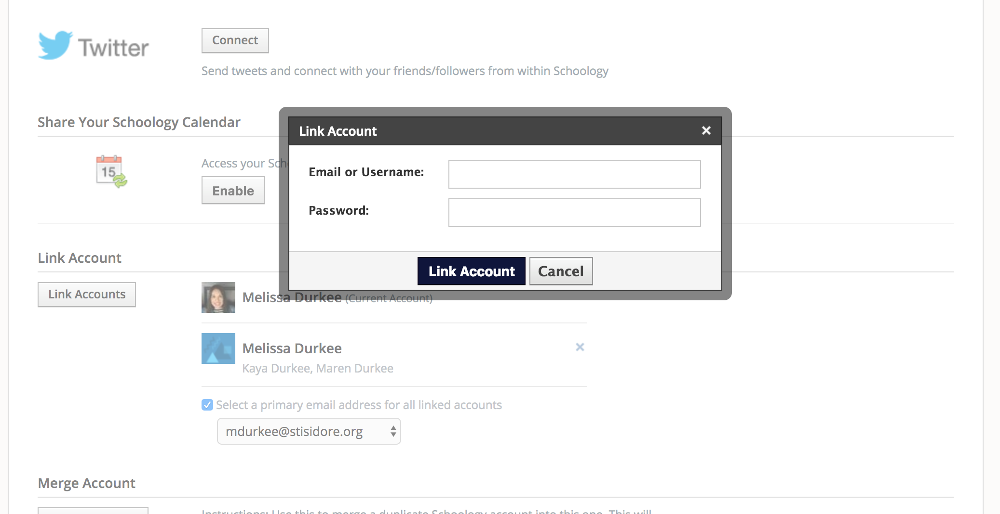 Twitter
Connect
Send tweets and connect with your friends/followers from within Schoology
Share Your Schoology Calendar
15
Access your Scho
Enable
Link Account
Email or Username:
Password:
Link Account
Cancel
Link Account
Link Accounts
Melissa Durkee (Current Account)
Melissa Durkee
Kaya Durkee, Maren Durkee
Select a primary email address for all linked accounts
mdurkee@stisidore.org
Merge Account
Instructions: Use this to merge a duplicate Schoology account into this one. This will